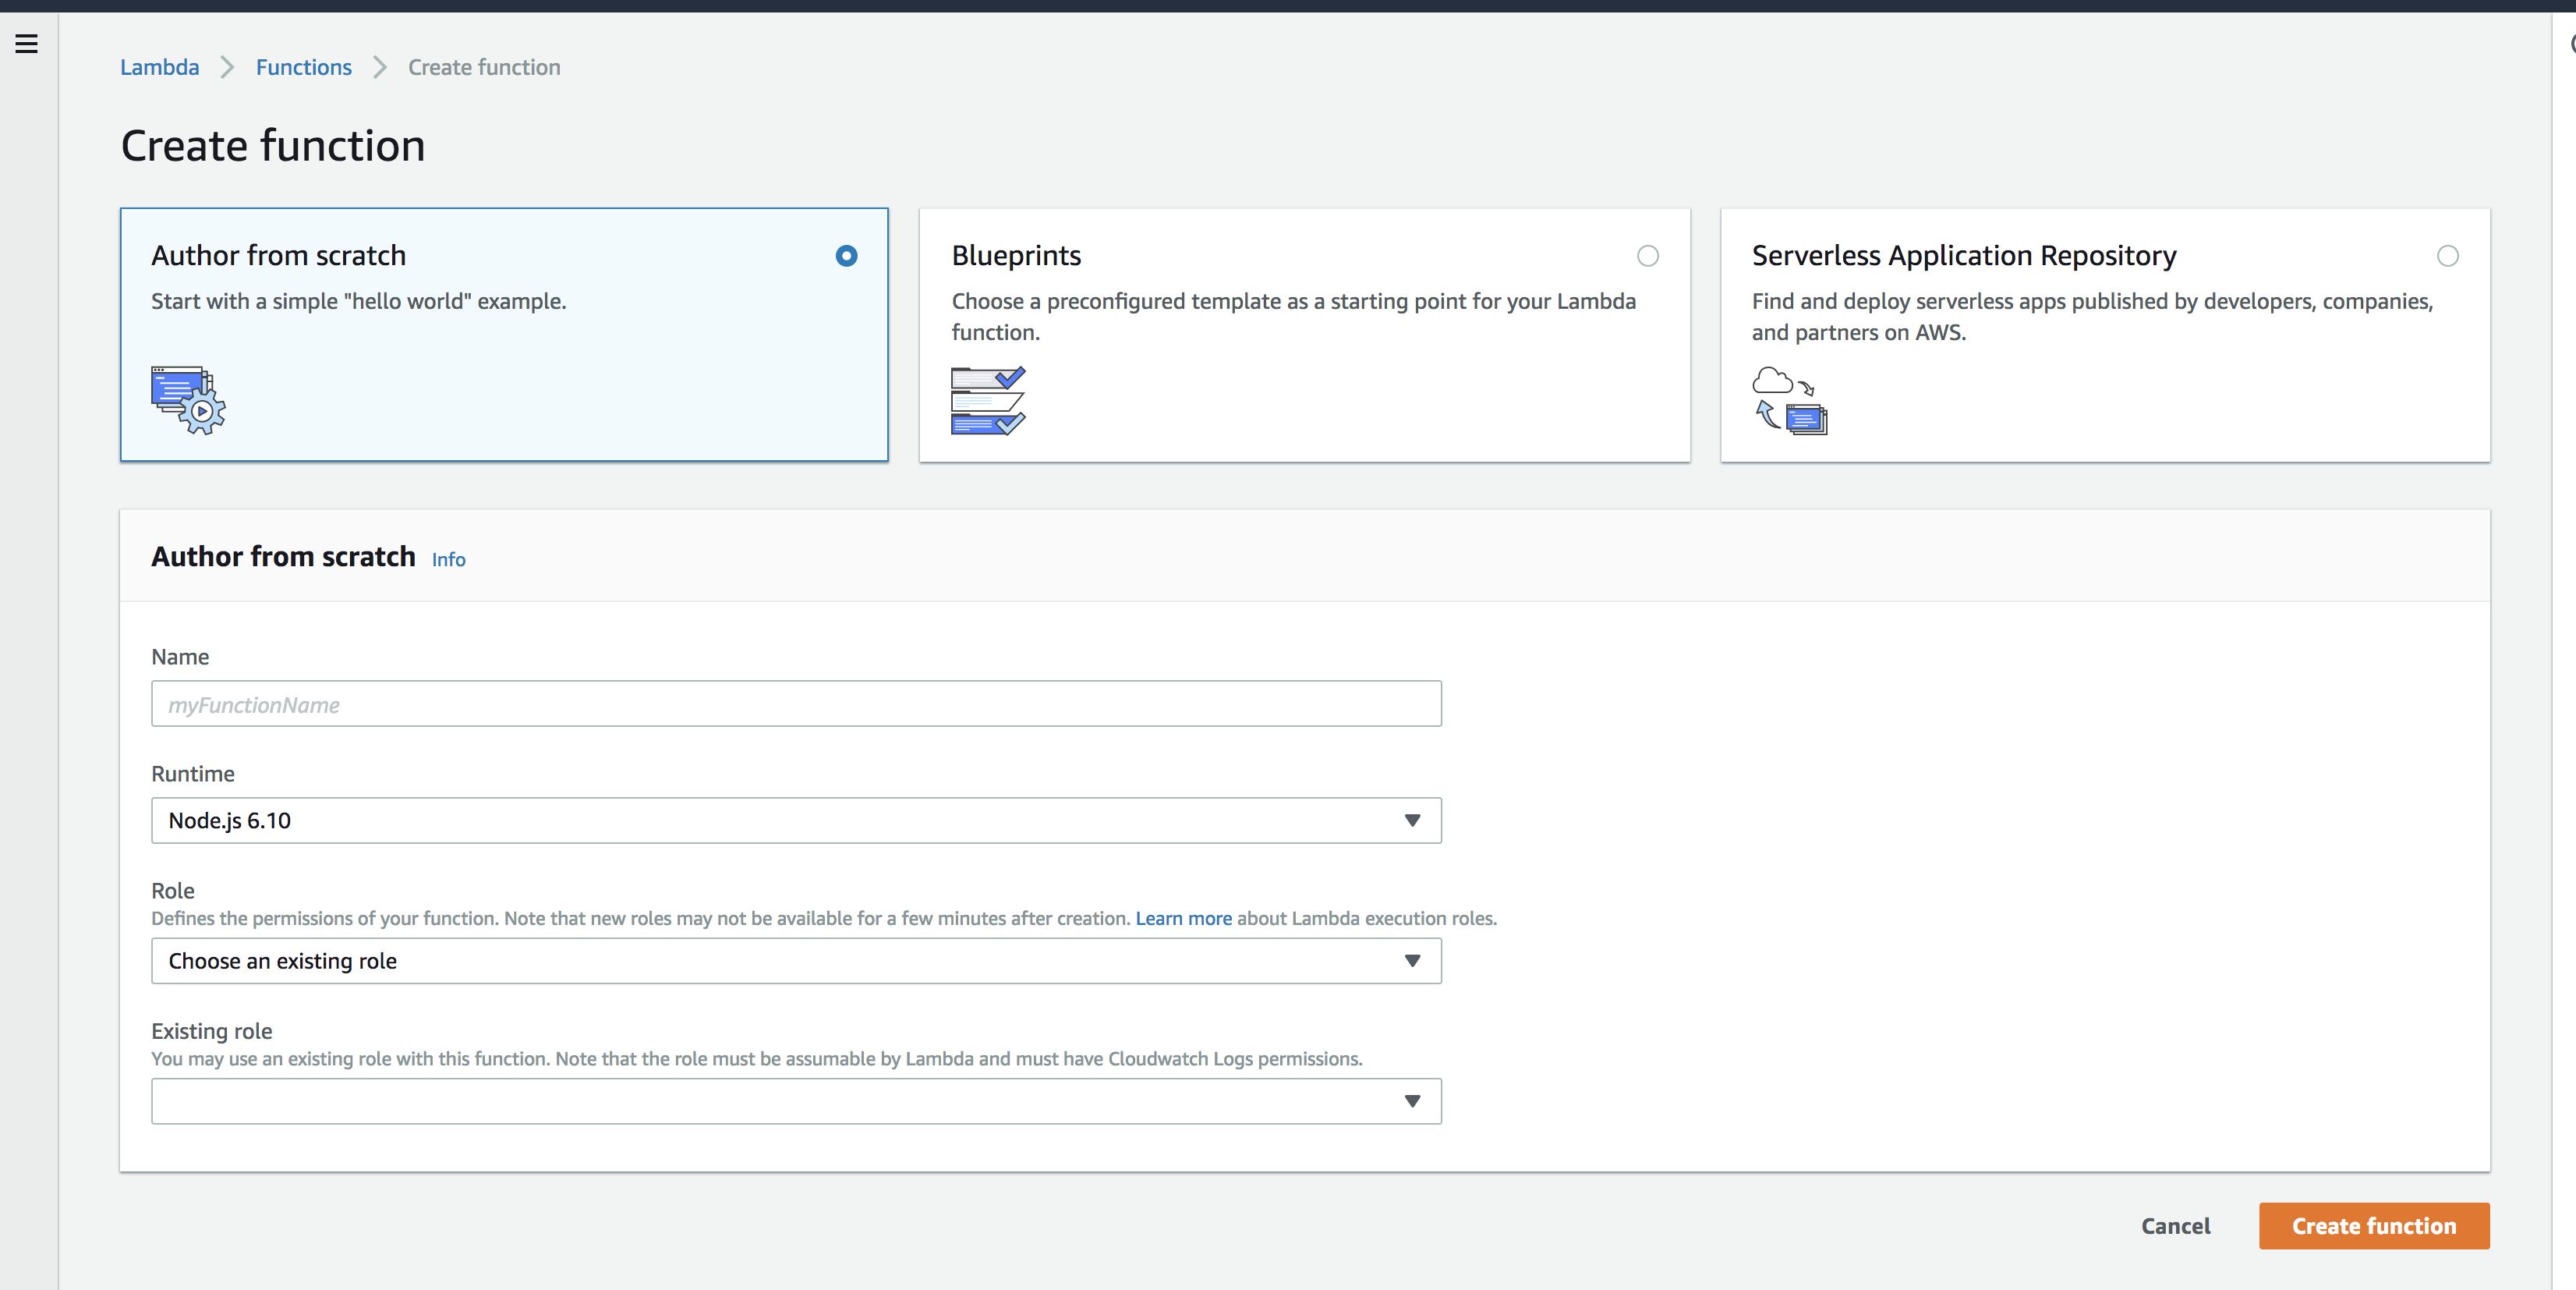 Lambda > Functions > Create function
Create function
Author from scratch
Start with a simple "hello world" example.
Blueprints
Choose a preconfigured template as a starting point for your Lambda
function.
Serverless Application Repository
Find and deploy serverless apps published by developers, companies,
and partners on AWS.
Author from scratch Info
Name
myFunctionName
Runtime
Node.js 6.10
Role
Defines the permissions of your function. Note that new roles may not be available for a few minutes after creation. Learn more about Lambda execution roles.
Choose an existing role
Existing role
You may use an existing role with this function. Note that the role must be assumable by Lambda and must have Cloudwatch Logs permissions.
Cancel
Create function